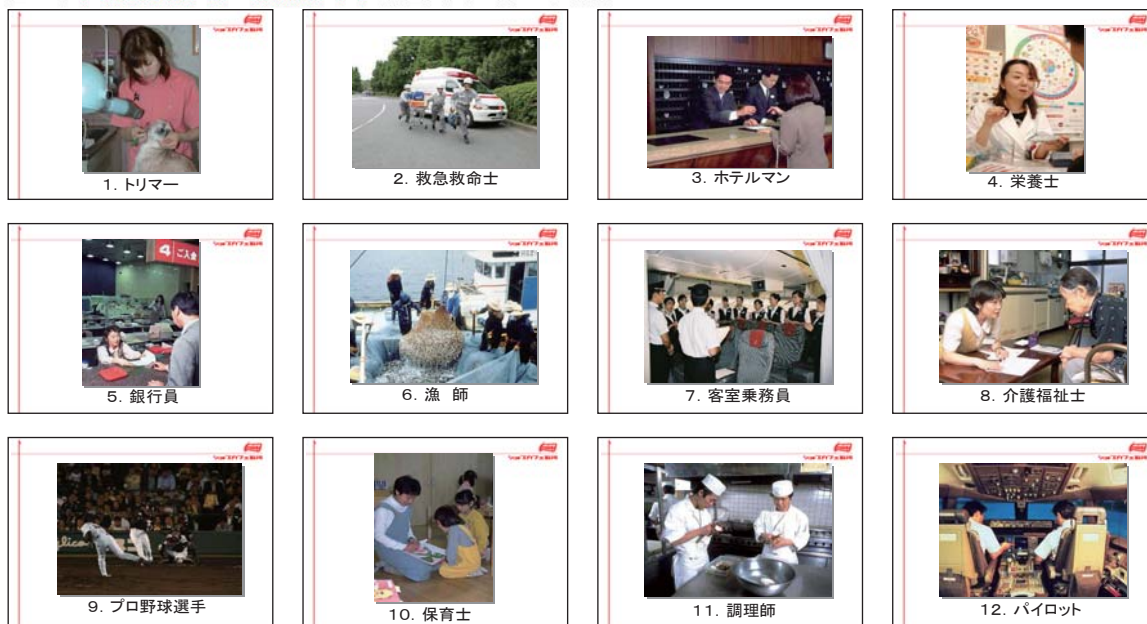 1. トリマー
2. 救急救命士
3. ホテルマン
4. 栄養士
4 ご入金
5. 銀行員
6. 漁 師
7. 客室乗務員
8. 介護福祉士
9. プロ野球選手
10. 保育士
11. 調理師
12. パイロット